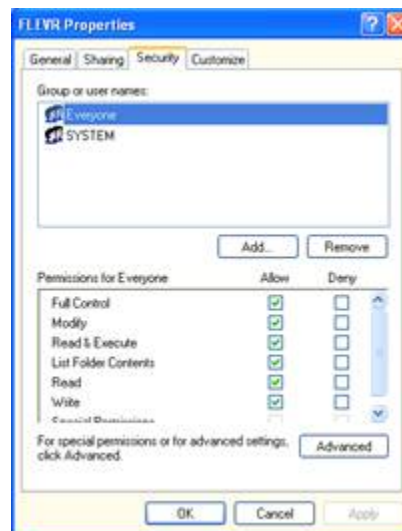 FLEVR Properties
General Sharing Security Customize
Group or user names:
Everyone
SYSTEM
Add... Remove
Permissions for Everyone Allow Deny
Full Control
Modify
Read & Execute
List Folder Contents
Read
Write
Special Permissions
For special permissions or for advanced settings,
click Advanced.
Advanced
OK Cancel Apply